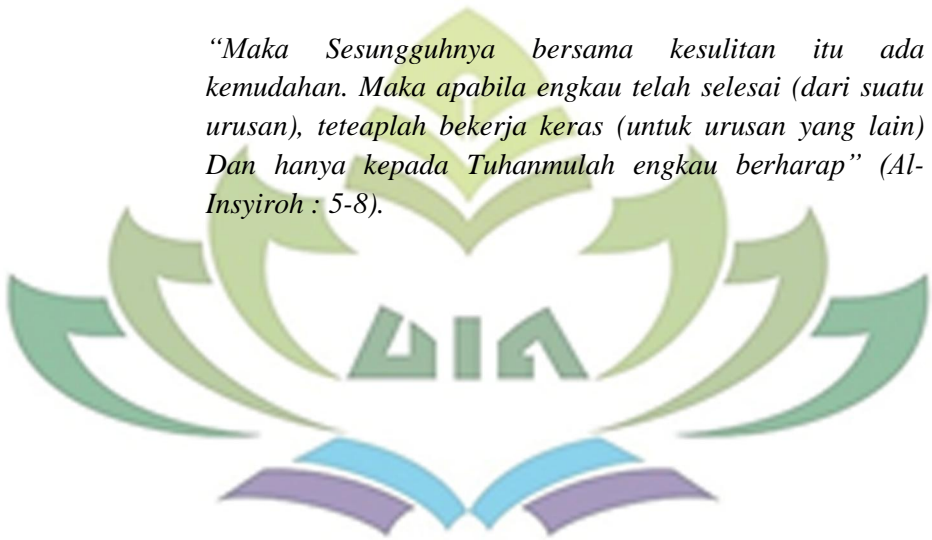 “Maka Sesungguhnya bersama kesulitan itu ada
kemudahan. Maka apabila engkau telah selesai (dari suatu
urusan), teteaplah bekerja keras (untuk urusan yang lain)
Dan hanya kepada Tuhanmulah engkau berharap” (Al-
Insyiroh : 5-8).
UIN